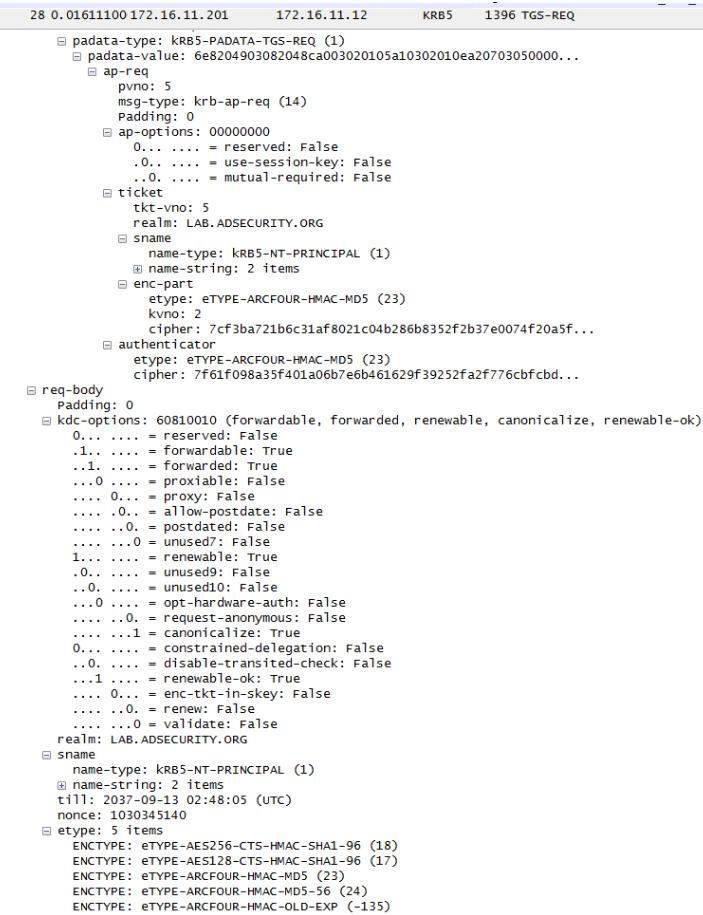 28 0.01611100 172.16.11.201 172.16.11.12 KRB5 1396 TGS-REQ
padata-type: kRB5-PADATA-TGS-REQ (1)
padata-value: 6e8204903082048ca003020105a10302010ea20703050000...
ap-req
pvno: 5
msg-type: krb-ap-req (14)
Padding: 0
ap-options: 00000000
0... .... = reserved: False
.0.. .... = use-session-key: False
..0. .... = mutual-required: False
ticket
tkt-vno: 5
realm: LAB.ADSECURITY.ORG
sname
name-type: kRB5-NT-PRINCIPAL (1)
name-string: 2 items
enc-part
etype: eTYPE-ARCFOUR-HMAC-MD5 (23)
kvno: 2
cipher: 7cf3ba721b6c31af8021c04b286b8352f2b37e0074f20a5f...
authenticator
etype: eTYPE-ARCFOUR-HMAC-MD5 (23)
cipher: 7f61f098a35f401a06b7e6b461629f39252fa2f776cbfcbd...
req-body
Padding: 0
kdc-options: 60810010 (forwardable, forwarded, renewable, canonicalize, renewable-ok)
0... .... = reserved: False
.1.. .... = forwardable: True
..1. .... = forwarded: True
...0 .... = proxiable: False
.... 0... = proxy: False
.... .0.. = allow-postdate: False
.... ..0. = postdated: False
.... ...0 = unused7: False
1... .... = renewable: True
.0.. .... = unused9: False
..0. .... = unused10: False
...0 .... = opt-hardware-auth: False
.... ..0. = request-anonymous: False
.... ...1 = canonicalize: True
0... .... = constrained-delegation: False
..0. .... = disable-transited-check: False
...1 .... = renewable-ok: True
.... 0... = enc-tkt-in-skey: False
.... ..0. = renew: False
.... ...0 = validate: False
realm: LAB.ADSECURITY.ORG
sname
name-type: kRB5-NT-PRINCIPAL (1)
name-string: 2 items
till: 2037-09-13 02:48:05 (UTC)
nonce: 1030345140
etype: 5 items
ENCTYPE: eTYPE-AES256-CTS-HMAC-SHA1-96 (18)
ENCTYPE: eTYPE-AES128-CTS-HMAC-SHA1-96 (17)
ENCTYPE: eTYPE-ARCFOUR-HMAC-MD5 (23)
ENCTYPE: eTYPE-ARCFOUR-HMAC-MD5-56 (24)
ENCTYPE: eTYPE-ARCFOUR-HMAC-OLD-EXP (-135)